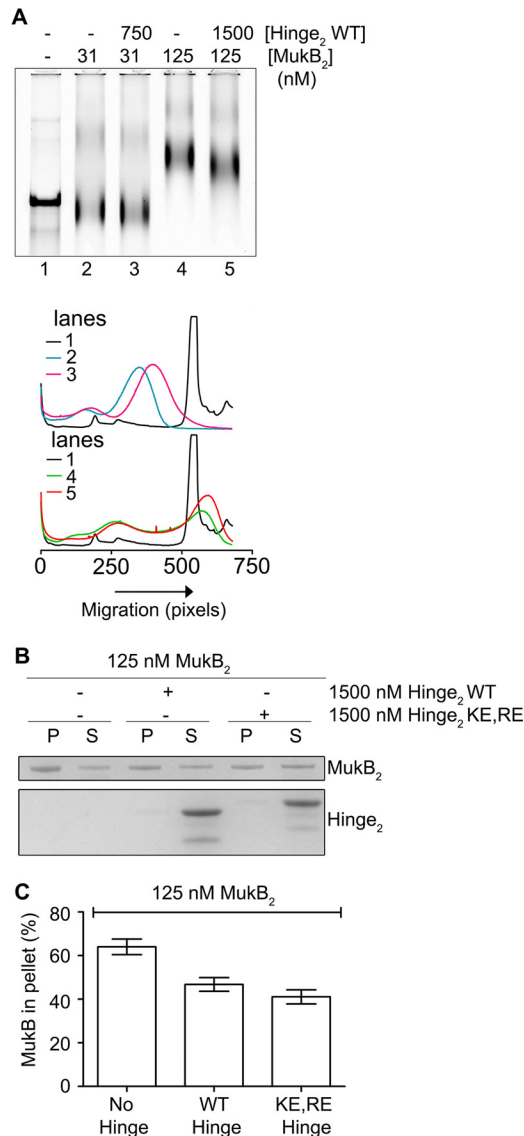 A
- - 750 - 1500 [Hinge2 WT]
- 31 31 125 125 [MukB2]
(nM)
1 2 3 4 5
lanes
1
2
3
lanes
1
4
5
0 250 500 750
Migration (pixels)
B
125 nM MukB2
- + - 1500 nM Hinge2 WT
- - + 1500 nM Hinge2 KE,RE
P S P S P S
MukB2
Hinge2
C
125 nM MukB2
MukB in pellet (%)
80
60
40
20
0
No Hinge
WT Hinge
KE,RE Hinge